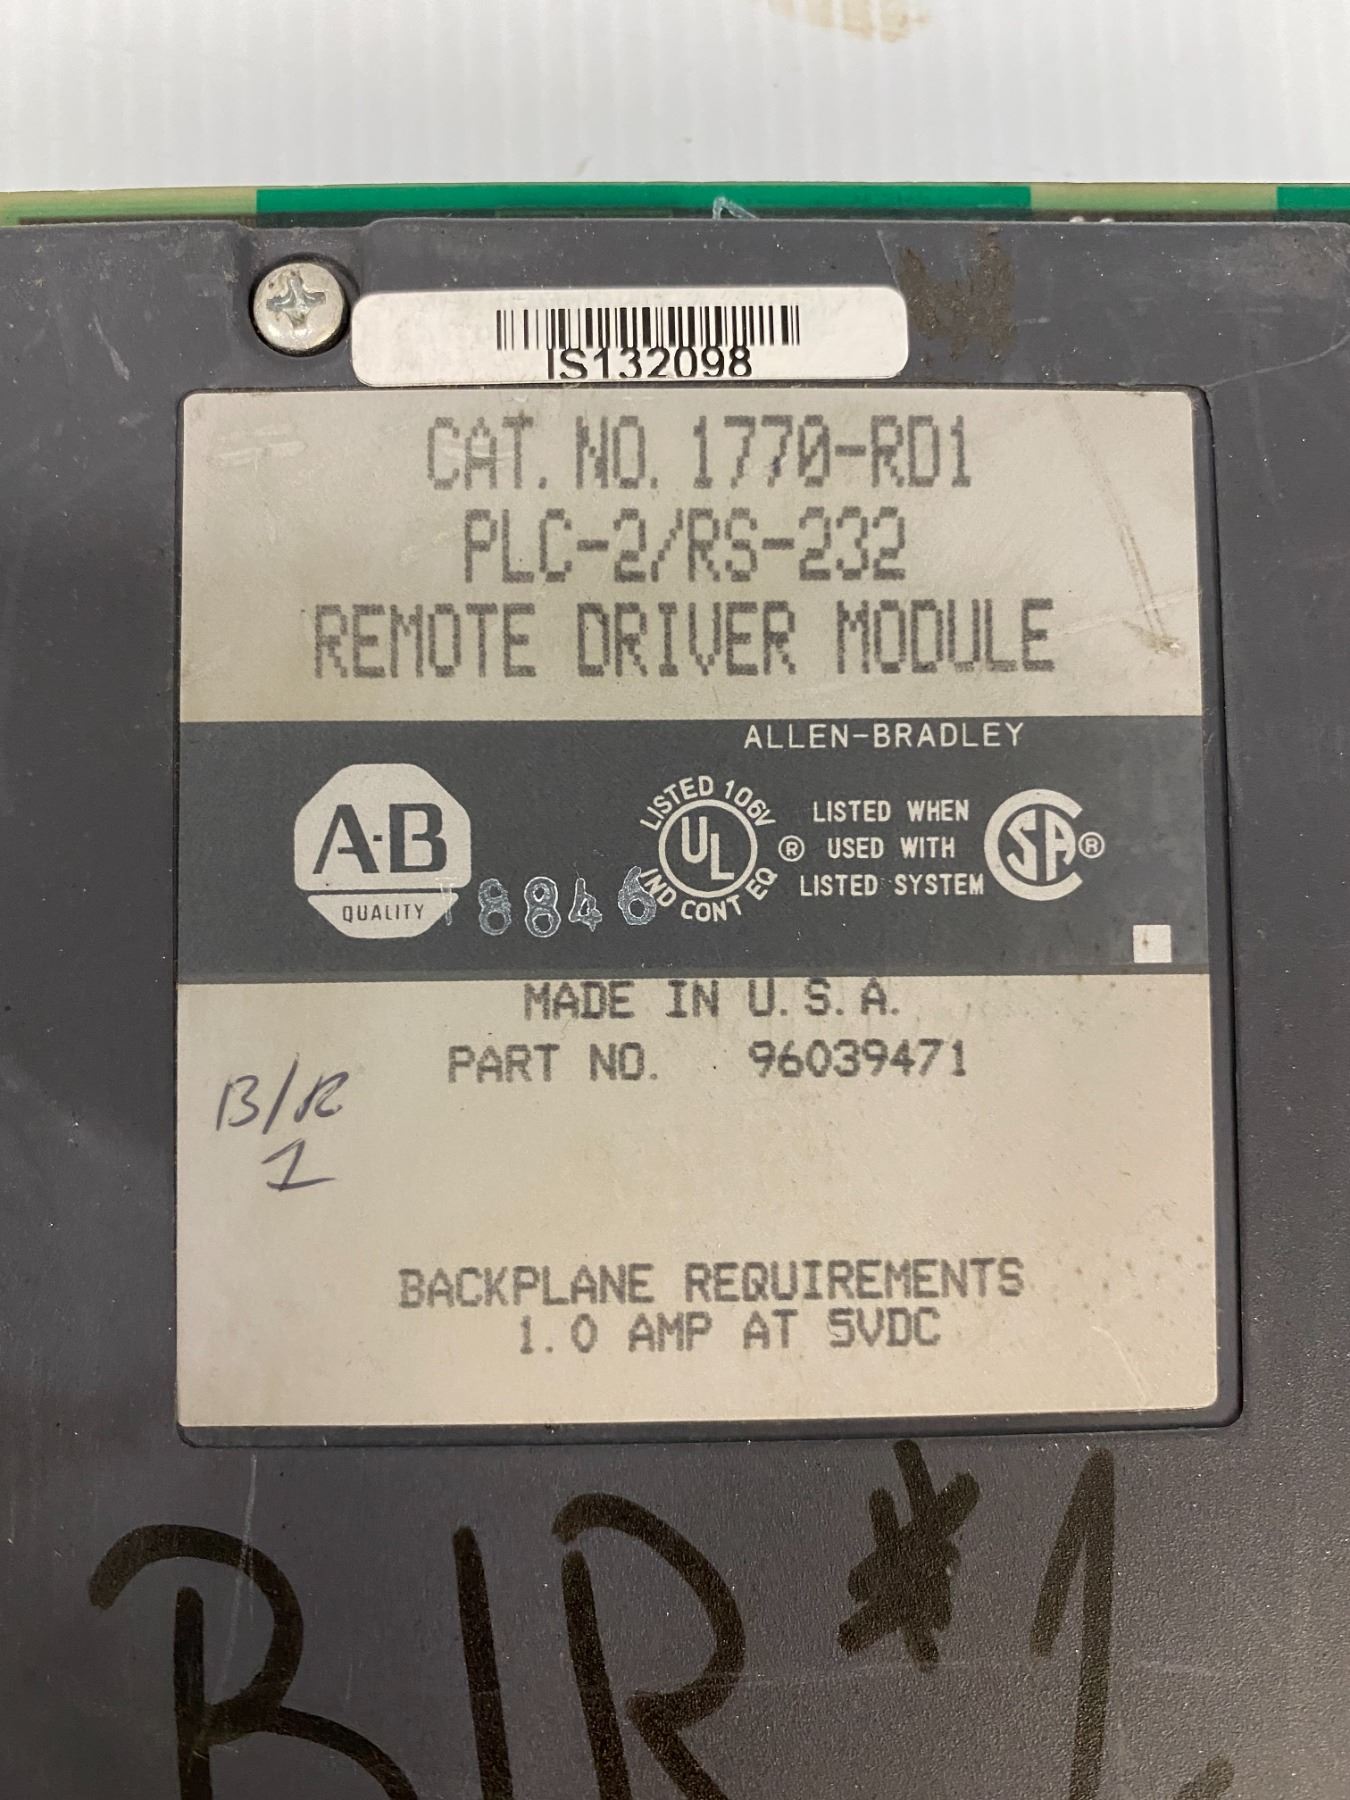 IS132098
CAT. NO. 1770-RD1
PLC-2/RS-232
REMOTE DRIVER MODULE
ALLEN-BRADLEY
A-B
QUALITY
8846
LISTED 106V
UL
IND CONT EQ
®
LISTED WHEN
USED WITH
LISTED SYSTEM
SA ®
MADE IN U.S.A.
PART NO. 96039471
B/R
1
BACKPLANE REQUIREMENTS
1.0 AMP AT 5VDC
B/R #1